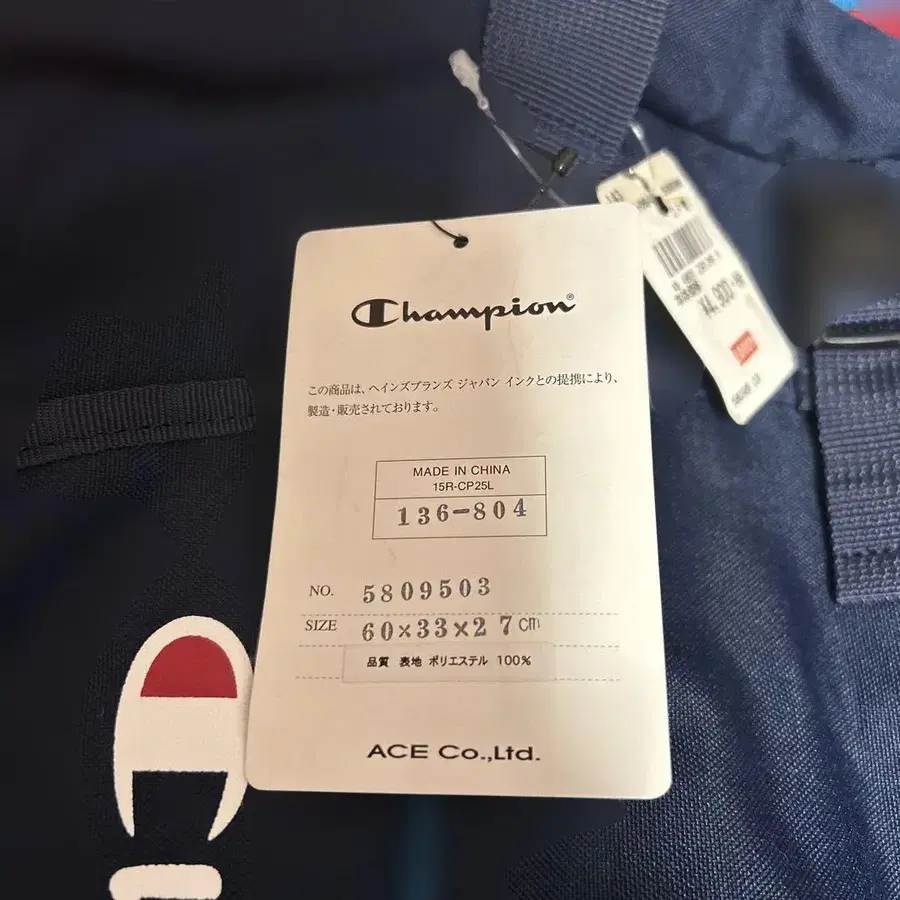 Champion®
この商品は、ヘインズブランズ ジャパン インクとの提携により、
製造・販売されております。
MADE IN CHINA
15R-CP25L
136-804
NO. 5809503
SIZE 60×33×27cm
品質 表地 ポリエステル 100%
ACE Co.,Ltd.
¥4,900